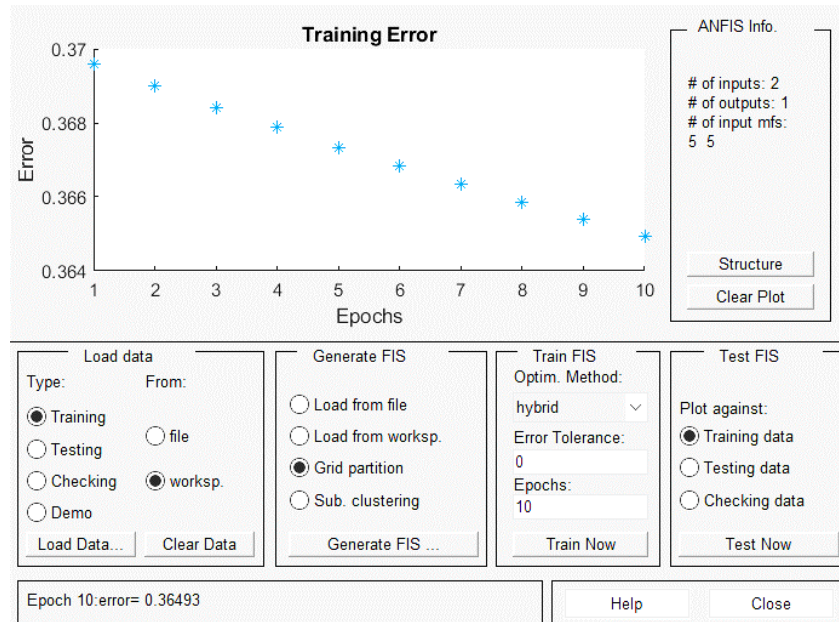 Training Error
0.37
0.368
0.366
0.364
Error
1 2 3 4 5 6 7 8 9 10
Epochs
ANFIS Info.
# of inputs: 2
# of outputs: 1
# of input mfs:
5 5
Structure
Clear Plot
Load data
Type: From:
Training
Testing
Checking
Demo
file
worksp.
Load Data...
Clear Data
Generate FIS
Load from file
Load from worksp.
Grid partition
Sub. clustering
Generate FIS ...
Train FIS
Optim. Method:
hybrid
Error Tolerance:
0
Epochs:
10
Train Now
Test FIS
Plot against:
Training data
Testing data
Checking data
Test Now
Epoch 10:error= 0.36493
Help
Close